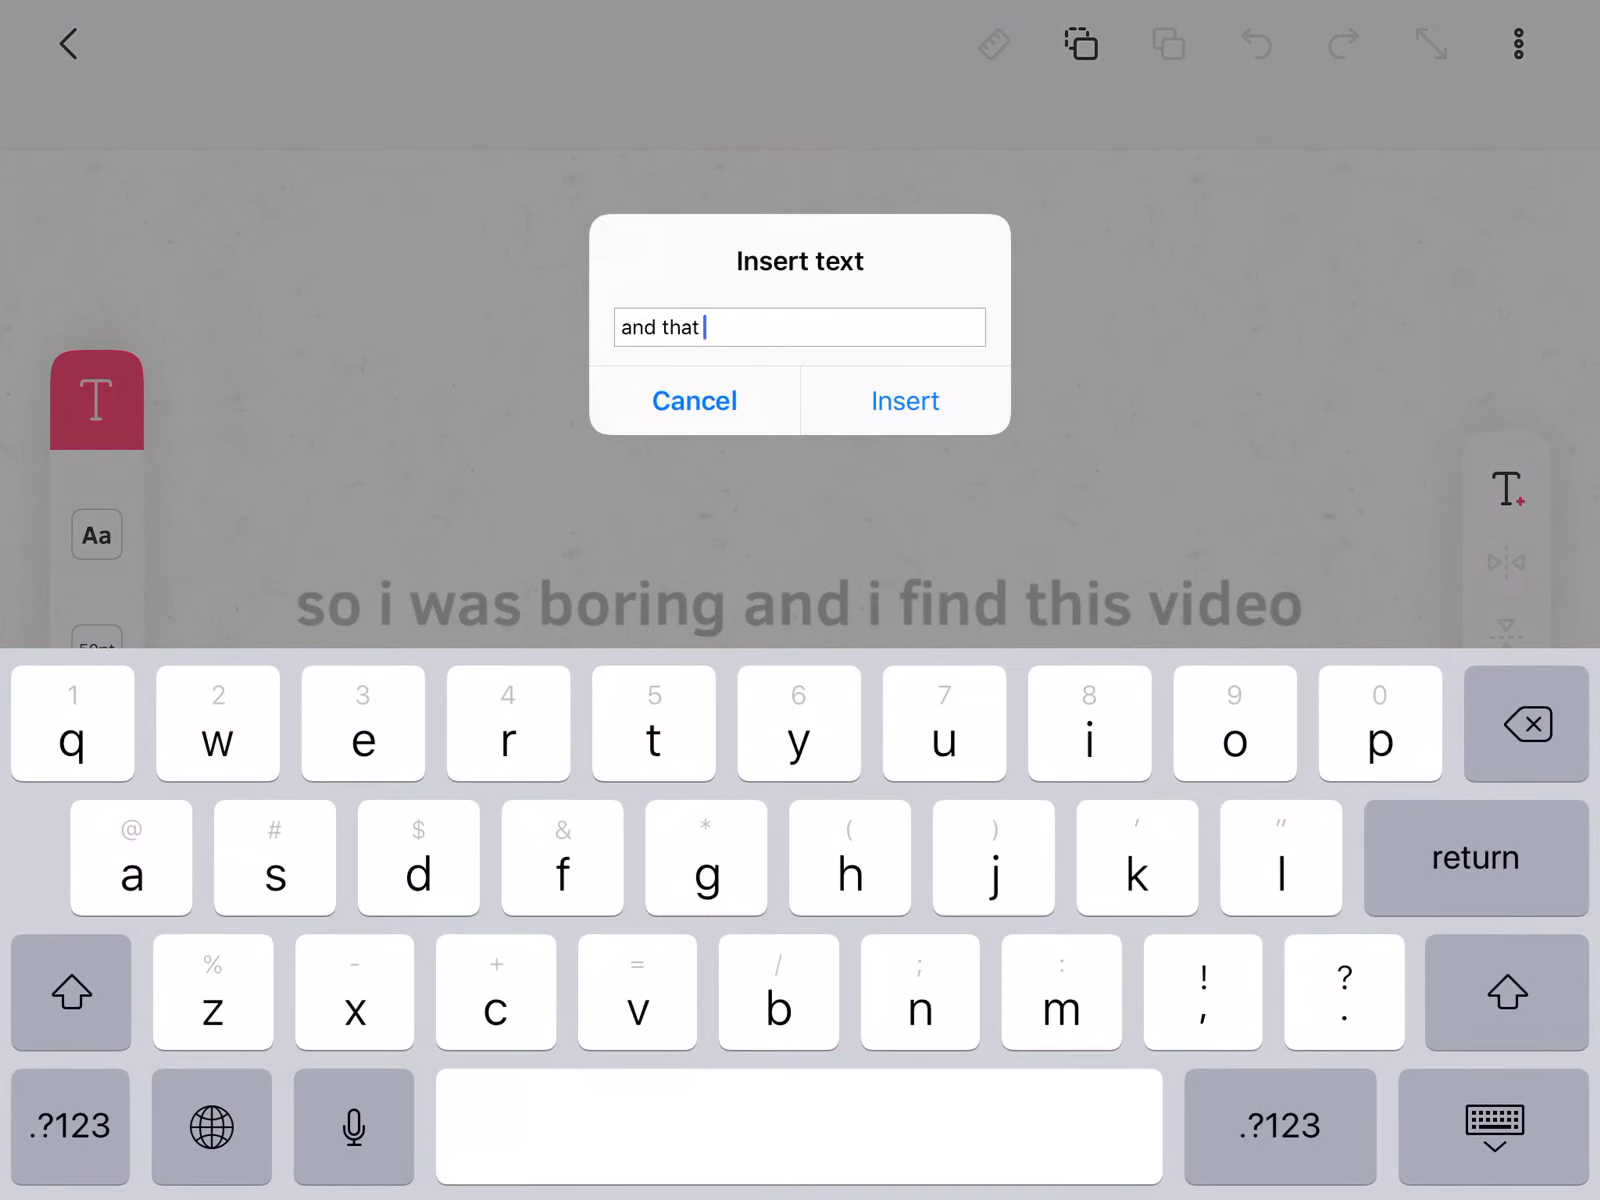 Insert text
and that
Cancel Insert
T
T
Aa
so i was boring and i find this video
1 2 3 4 5 6 7 8 9 0
q w e r t y u i o p
@ # $ & * ( ) ' "
a s d f g h j k l return
% - + = / ; : ! ?
z x c v b n m , .
.?123 .?123